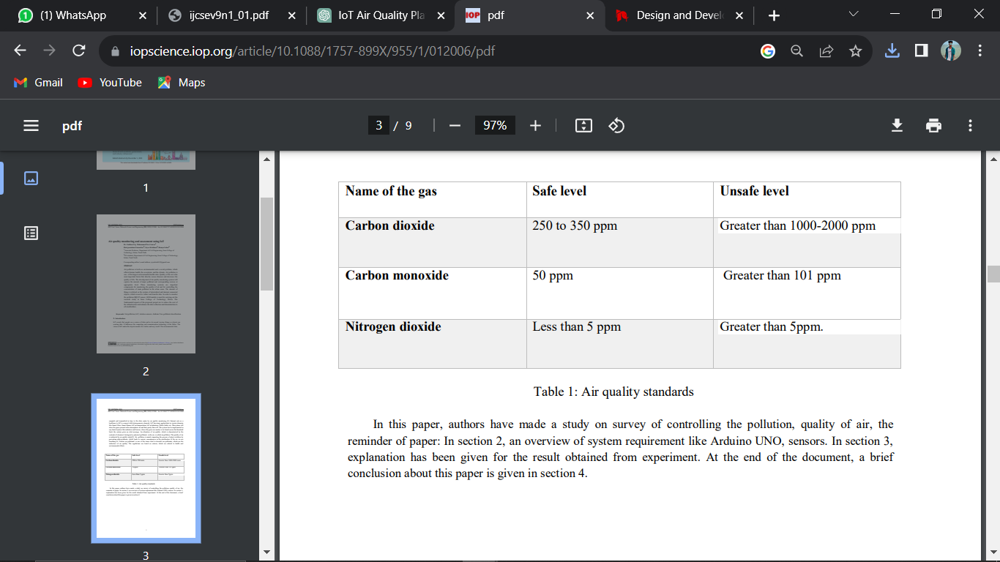 (1) WhatsApp
ijcsev9n1_01.pdf
IoT Air Quality Pla
IOP pdf
Design and Devel
iopscience.iop.org/article/10.1088/1757-899X/955/1/012006/pdf
Gmail
YouTube
Maps
pdf
3 / 9
97%
1
2
3
Name of the gas Safe level Unsafe level
Carbon dioxide 250 to 350 ppm Greater than 1000-2000 ppm
Carbon monoxide 50 ppm Greater than 101 ppm
Nitrogen dioxide Less than 5 ppm Greater than 5ppm.
Table 1: Air quality standards
In this paper, authors have made a study on survey of controlling the pollution, quality of air, the
reminder of paper: In section 2, an overview of system requirement like Arduino UNO, sensors. In section 3,
explanation has been given for the result obtained from experiment. At the end of the document, a brief
conclusion about this paper is given in section 4.